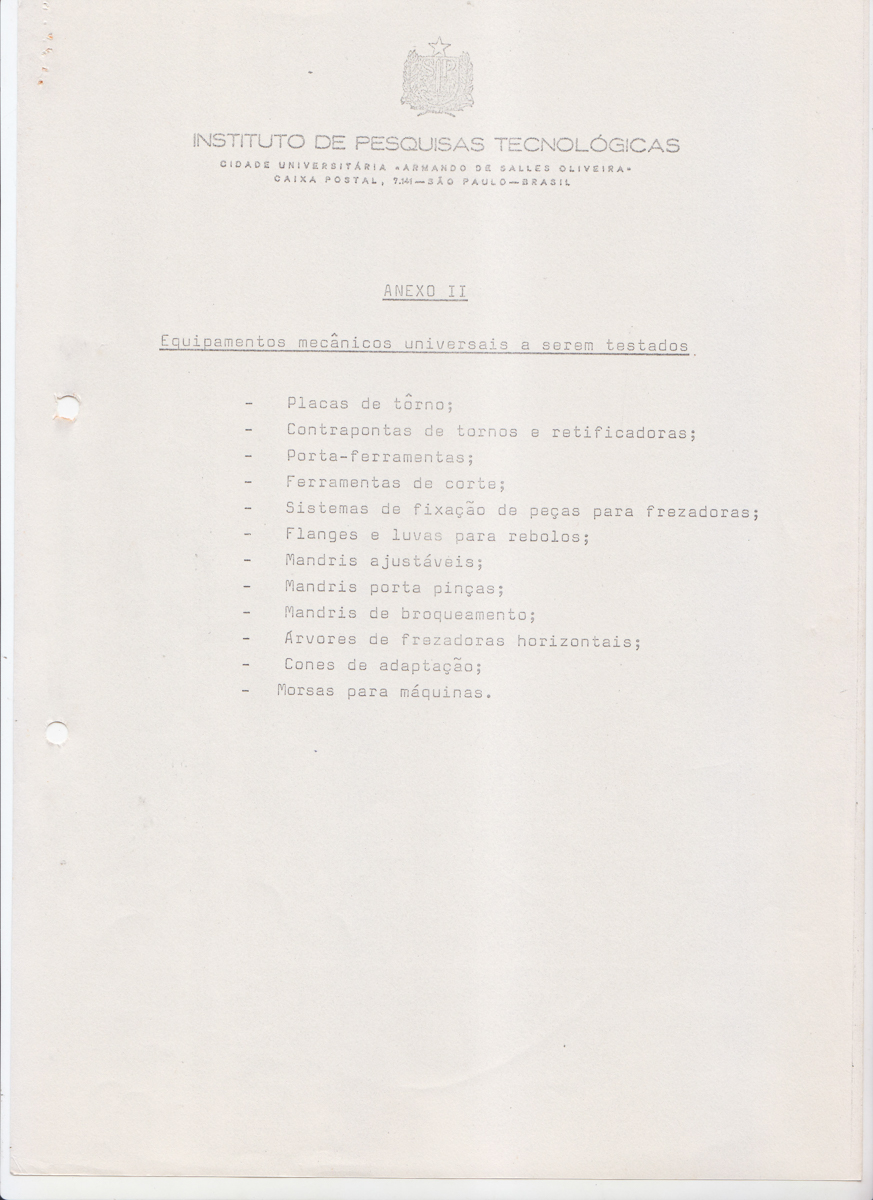 INSTITUTO DE PESQUISAS TECNOLÓGICAS
CIDADE UNIVERSITÁRIA «ARMANDO DE SALLES OLIVEIRA»
CAIXA POSTAL, 7.141—SÃO PAULO—BRASIL
ANEXO II
Equipamentos mecânicos universais a serem testados.
- Placas de tôrno;
- Contrapontas de tornos e retificadoras;
- Porta-ferramentas;
- Ferramentas de corte;
- Sistemas de fixação de peças para frezadoras;
- Flanges e luvas para rebolos;
- Mandris ajustáveis;
- Mandris porta pinças;
- Mandris de broqueamento;
- Árvores de frezadoras horizontais;
- Cones de adaptação;
- Morsas para máquinas.